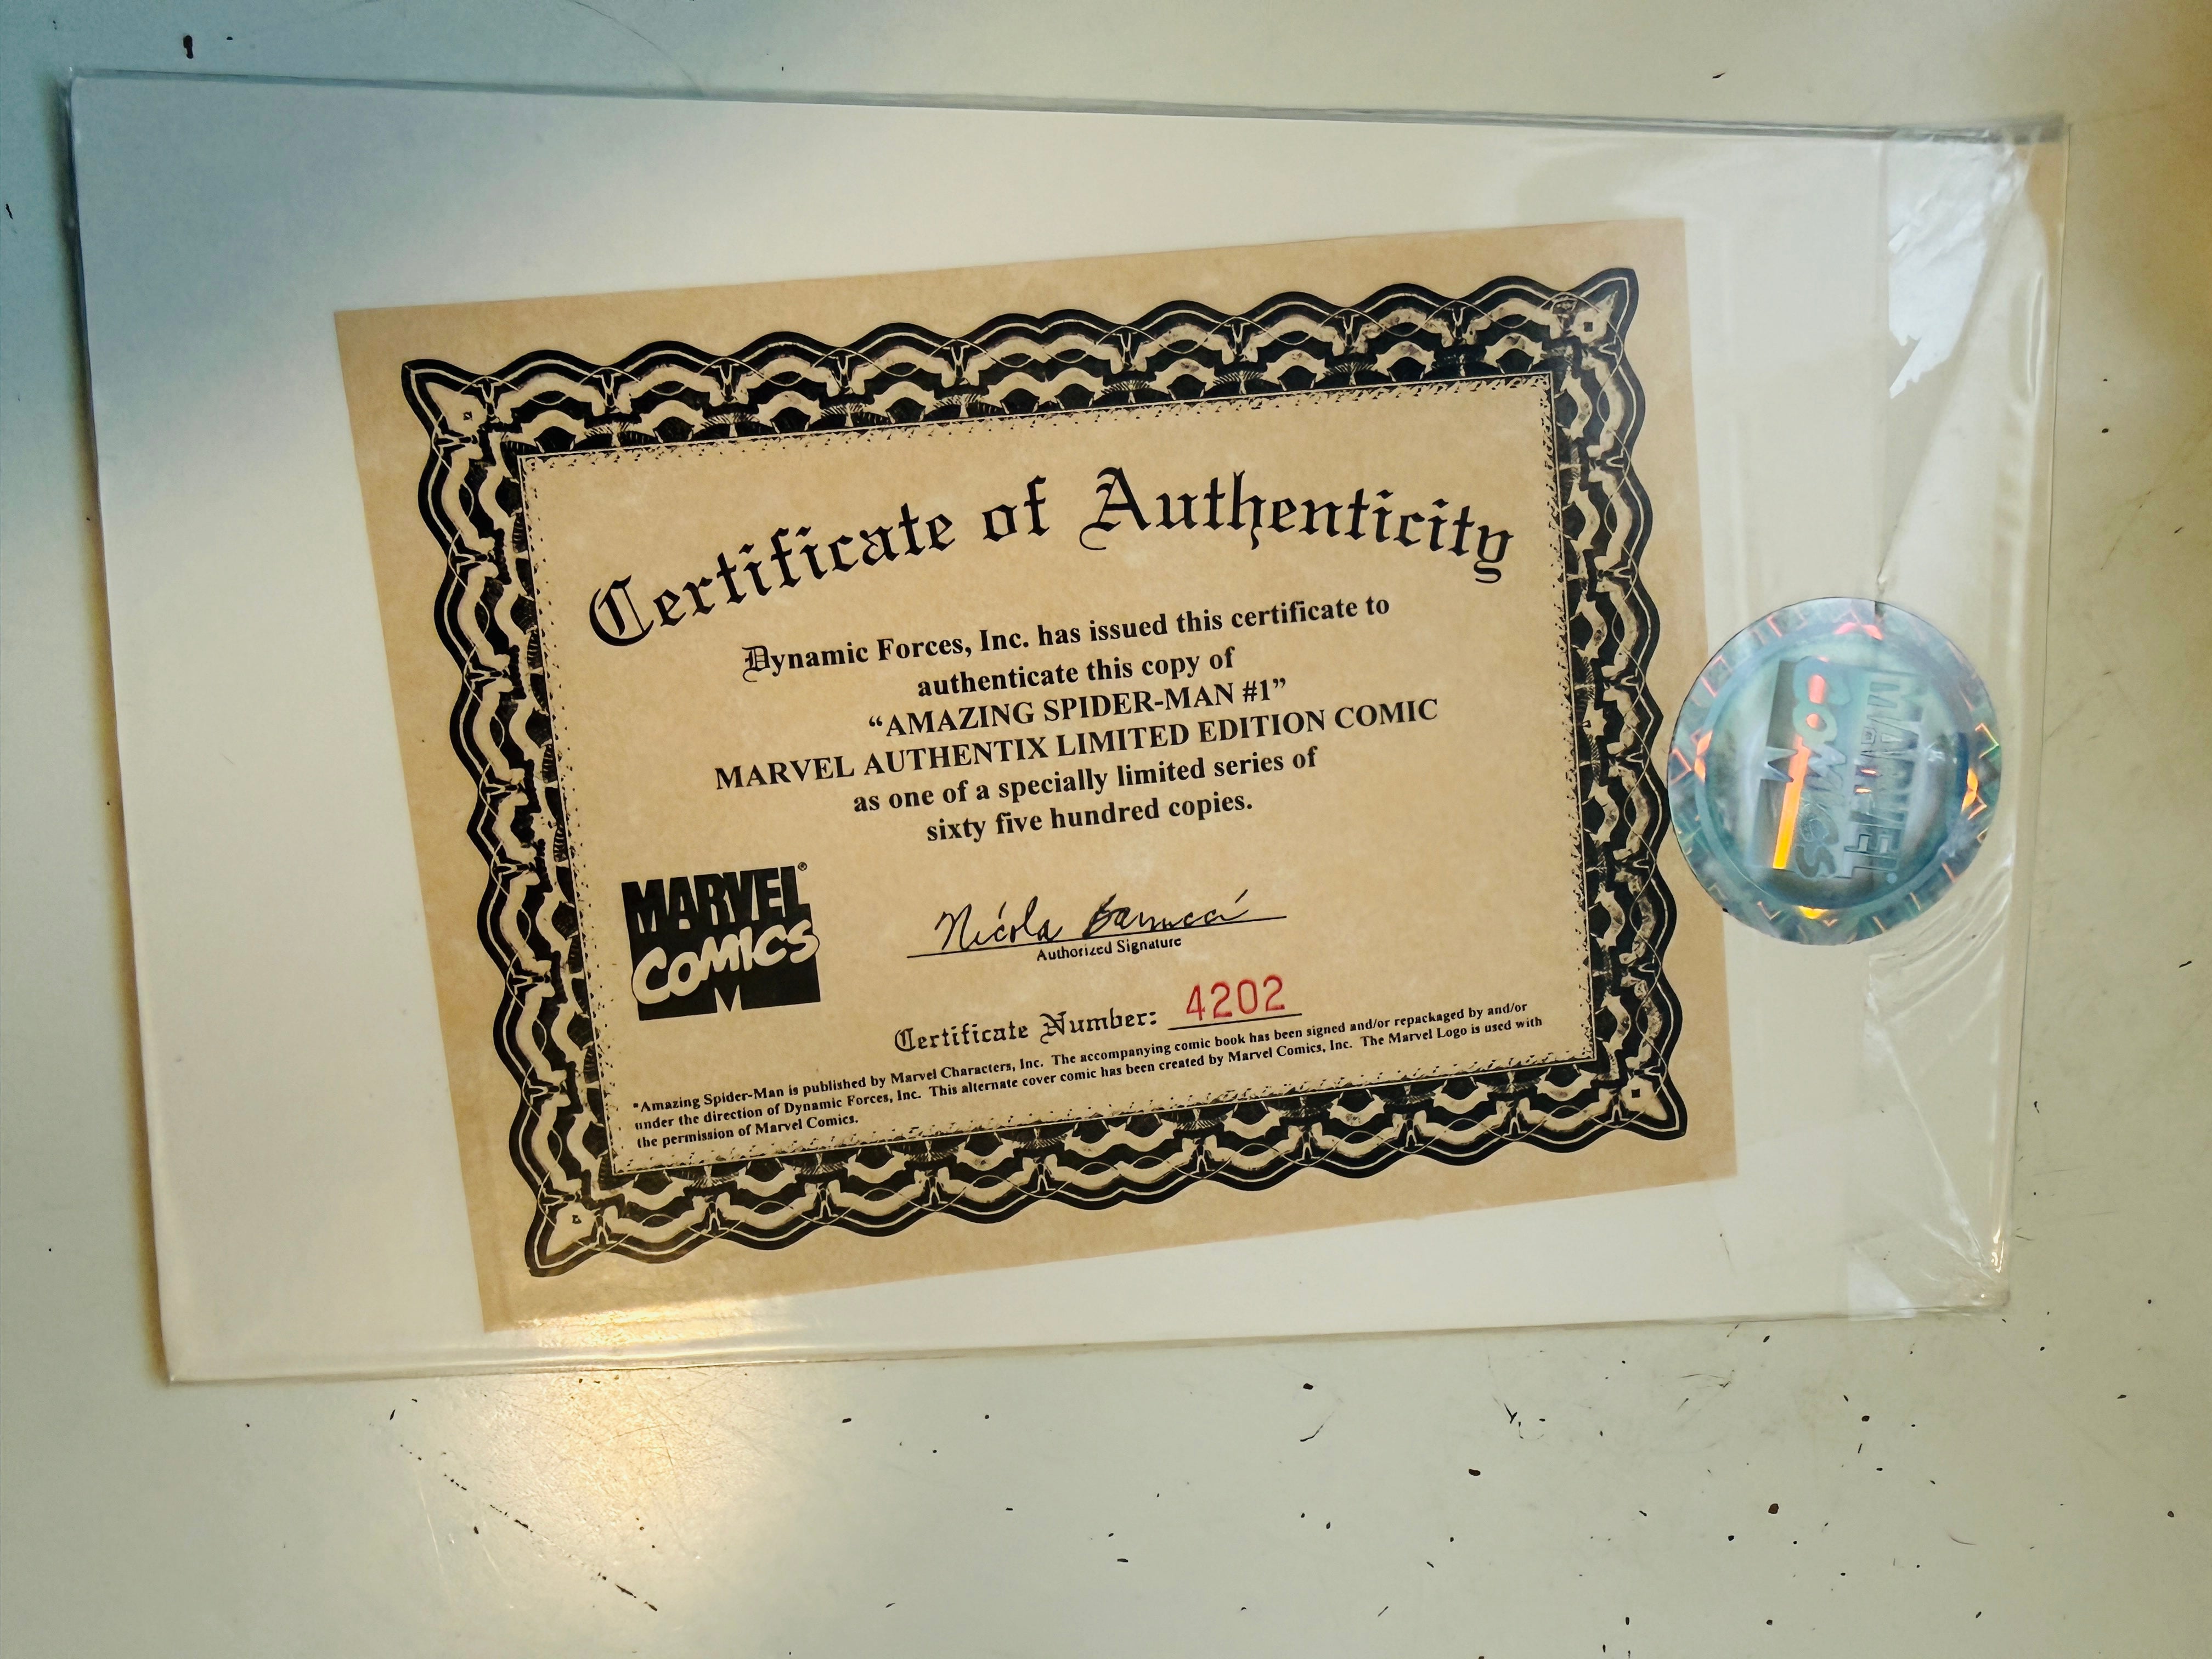 Certificate of Authenticity
Dynamic Forces, Inc. has issued this certificate to
authenticate this copy of
“AMAZING SPIDER-MAN #1”
MARVEL AUTHENTIX LIMITED EDITION COMIC
as one of a specially limited series of
sixty five hundred copies.
MARVEL®
COMICS
Nicola Barrucci
Authorized Signature
Certificate Number: 4202
*Amazing Spider-Man is published by Marvel Characters, Inc. The accompanying comic book has been signed and/or repackaged by and/or
under the direction of Dynamic Forces, Inc. This alternate cover comic has been created by Marvel Comics, Inc. The Marvel Logo is used with
the permission of Marvel Comics.
MARVEL
COMICS